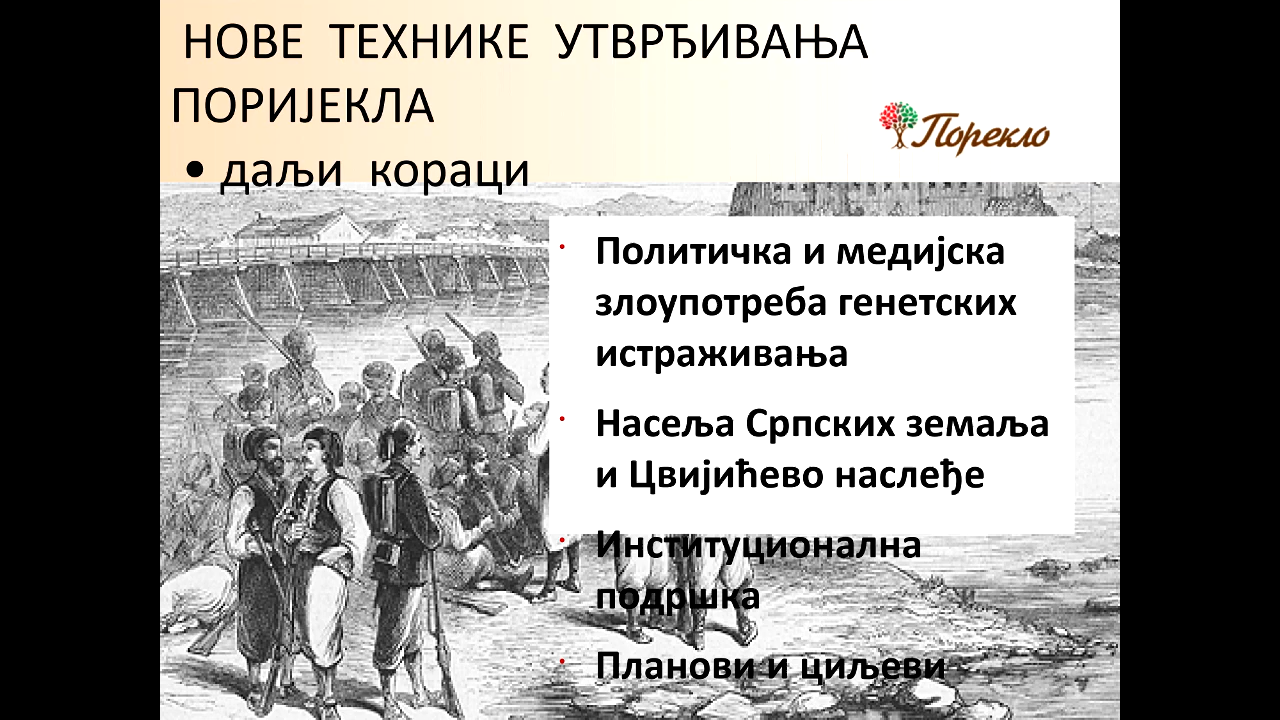 НОВЕ ТЕХНИКЕ УТВРЂИВАЊА
ПОРИЈЕКЛА
• даљи кораци
Порекло
• Политичка и медијска
злоупотреба генетских
истраживања
• Насеља Српских земаља
и Цвијићево наслеђе
• Институционална
подршка
• Планови и циљеви